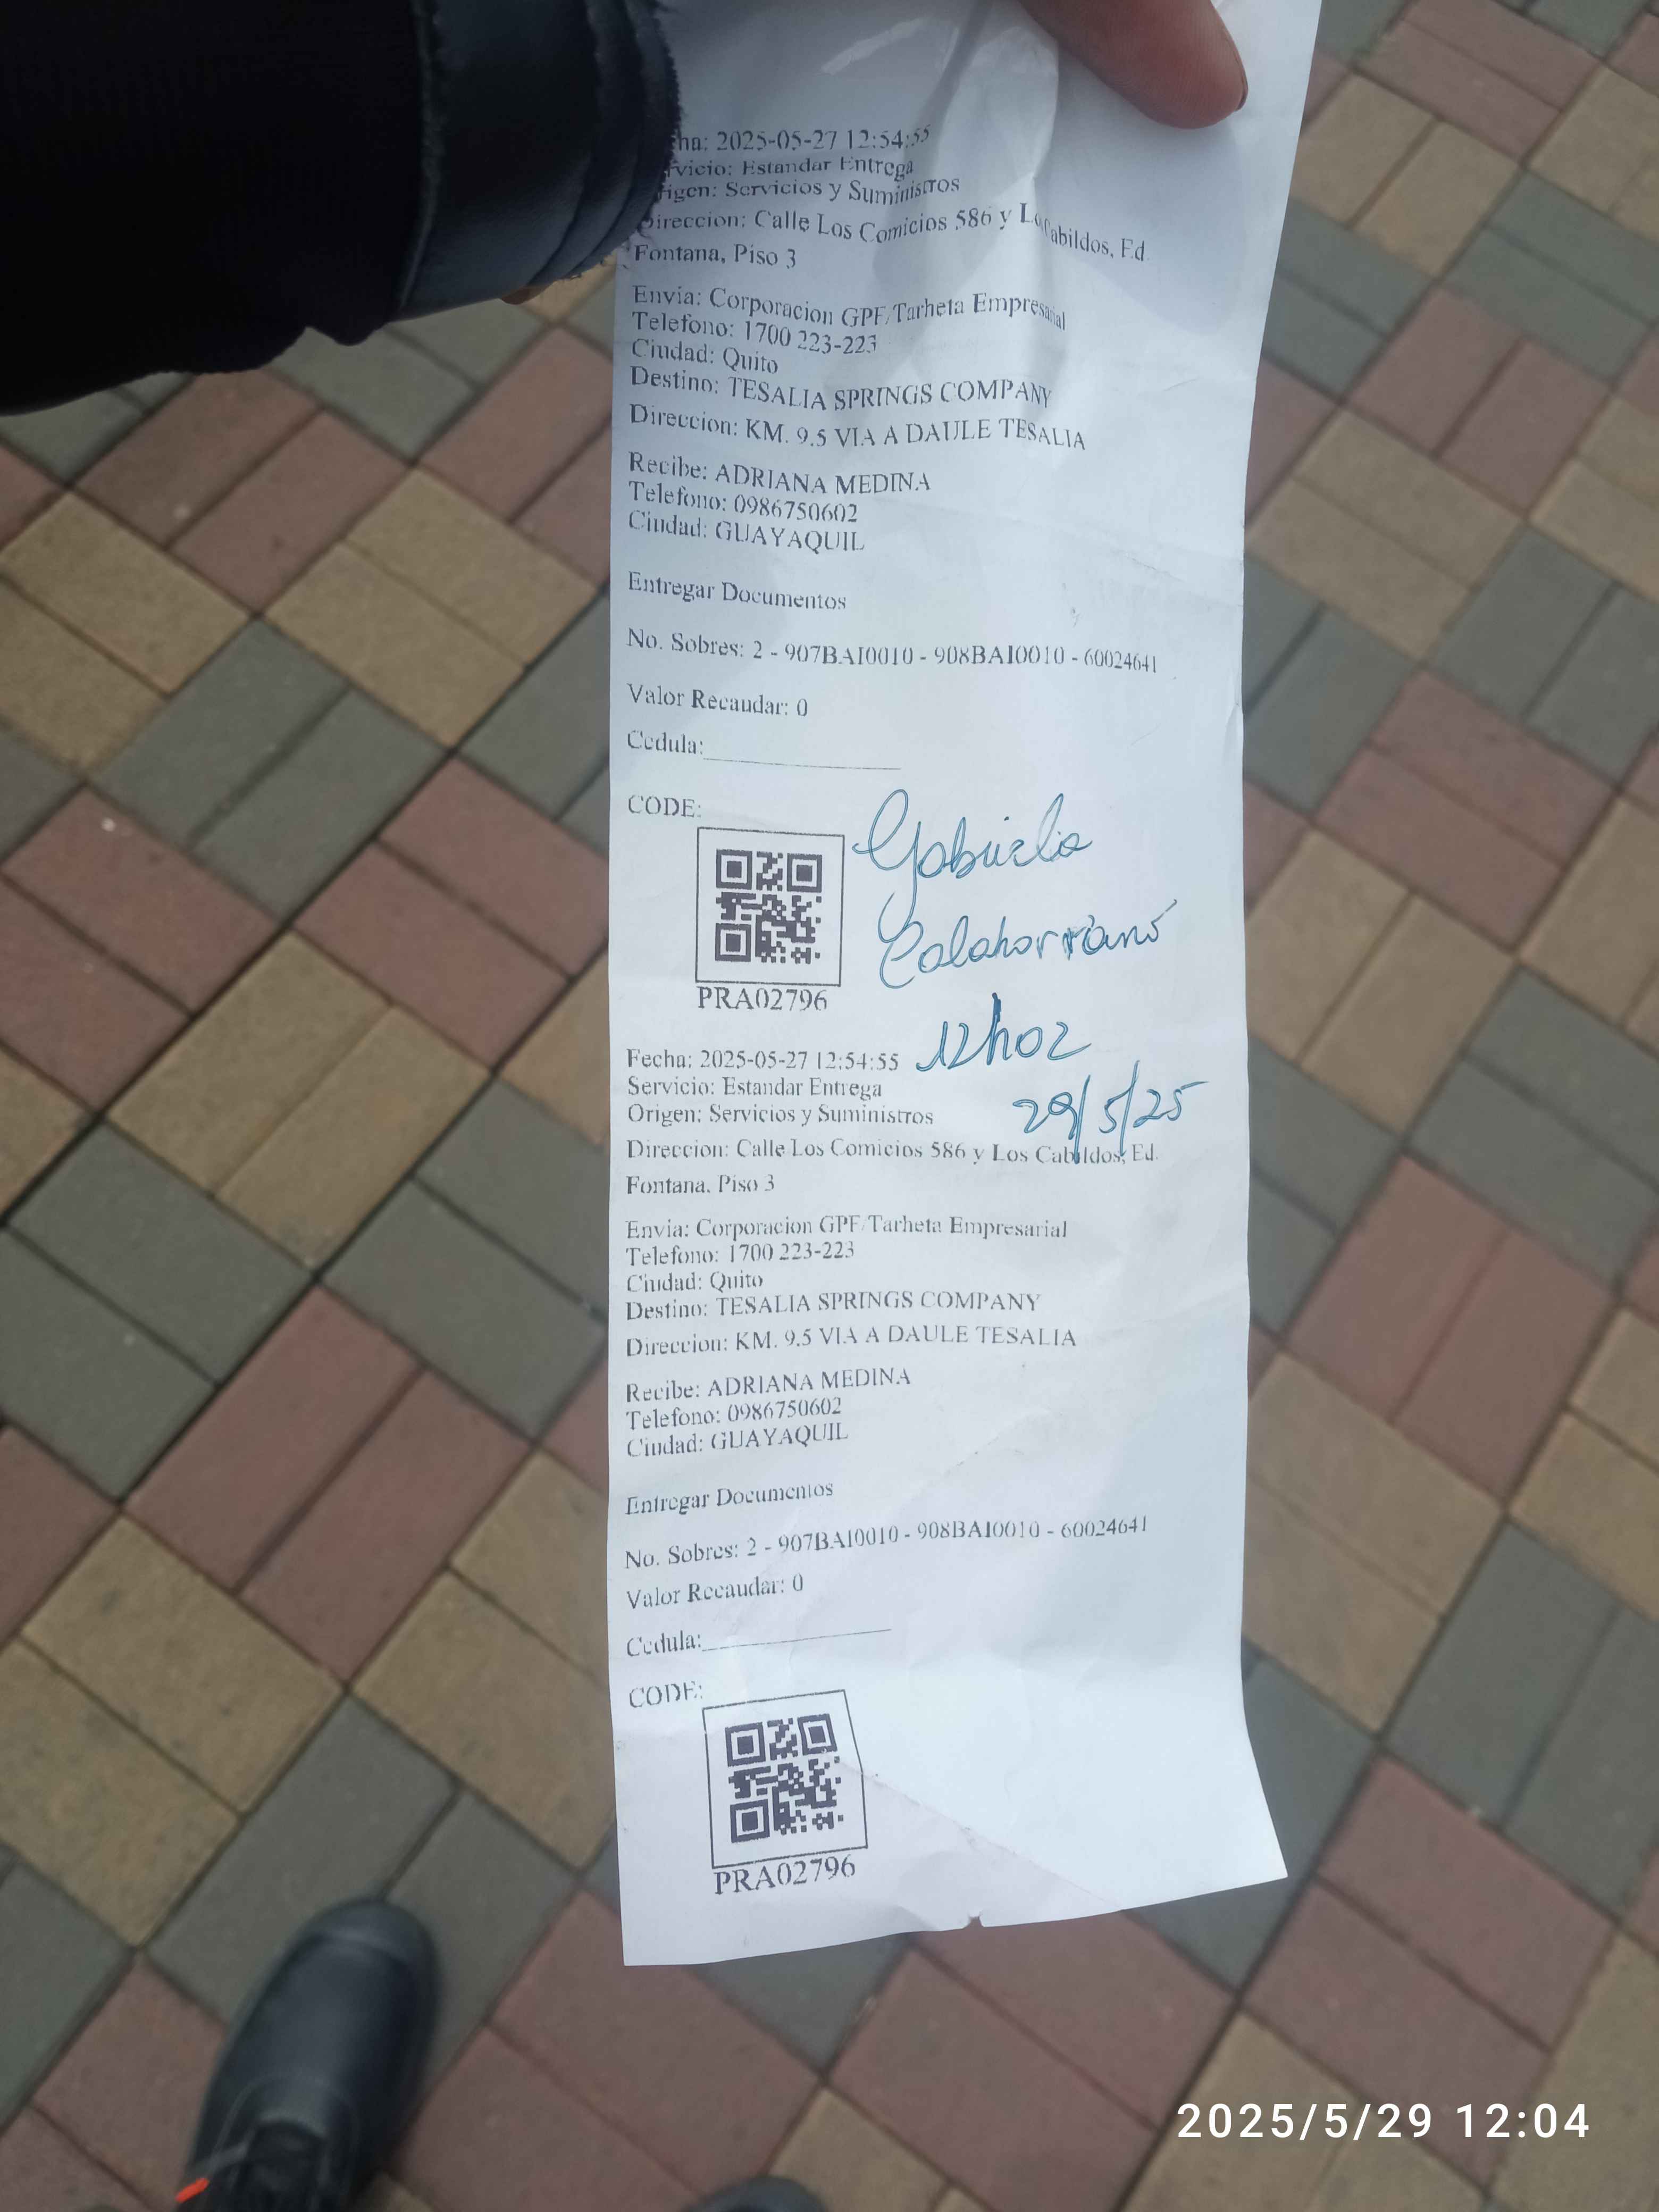 ha: 2025-05-27 12:54:55
rvicio: Estandar Entrega
rigen: Servicios y Suministros
Direccion: Calle Los Comicios 586 y Los Cabildos, Ed.
Fontana, Piso 3
Envia: Corporacion GPF/Tarheta Empresarial
Telefono: 1700 223-223
Ciudad: Quito
Destino: TESALIA SPRINGS COMPANY
Direccion: KM. 9.5 VIA A DAULE TESALIA
Recibe: ADRIANA MEDINA
Telefono: 0986750602
Ciudad: GUAYAQUIL
Entregar Documentos
No. Sobres: 2 - 907BAI0010 - 908BAI0010 - 60024641
Valor Recaudar: 0
Cedula:
CODE:
Gabriela
Calahorrano
PRA02796
12h02
29/5/25
Fecha: 2025-05-27 12:54:55
Servicio: Estandar Entrega
Origen: Servicios y Suministros
Direccion: Calle Los Comicios 586 y Los Cabildos, Ed.
Fontana, Piso 3
Envia: Corporacion GPF/Tarheta Empresarial
Telefono: 1700 223-223
Ciudad: Quito
Destino: TESALIA SPRINGS COMPANY
Direccion: KM. 9.5 VIA A DAULE TESALIA
Recibe: ADRIANA MEDINA
Telefono: 0986750602
Ciudad: GUAYAQUIL
Entregar Documentos
No. Sobres: 2 - 907BAI0010 - 908BAI0010 - 60024641
Valor Recaudar: 0
Cedula:
CODE:
PRA02796
2025/5/29 12:04